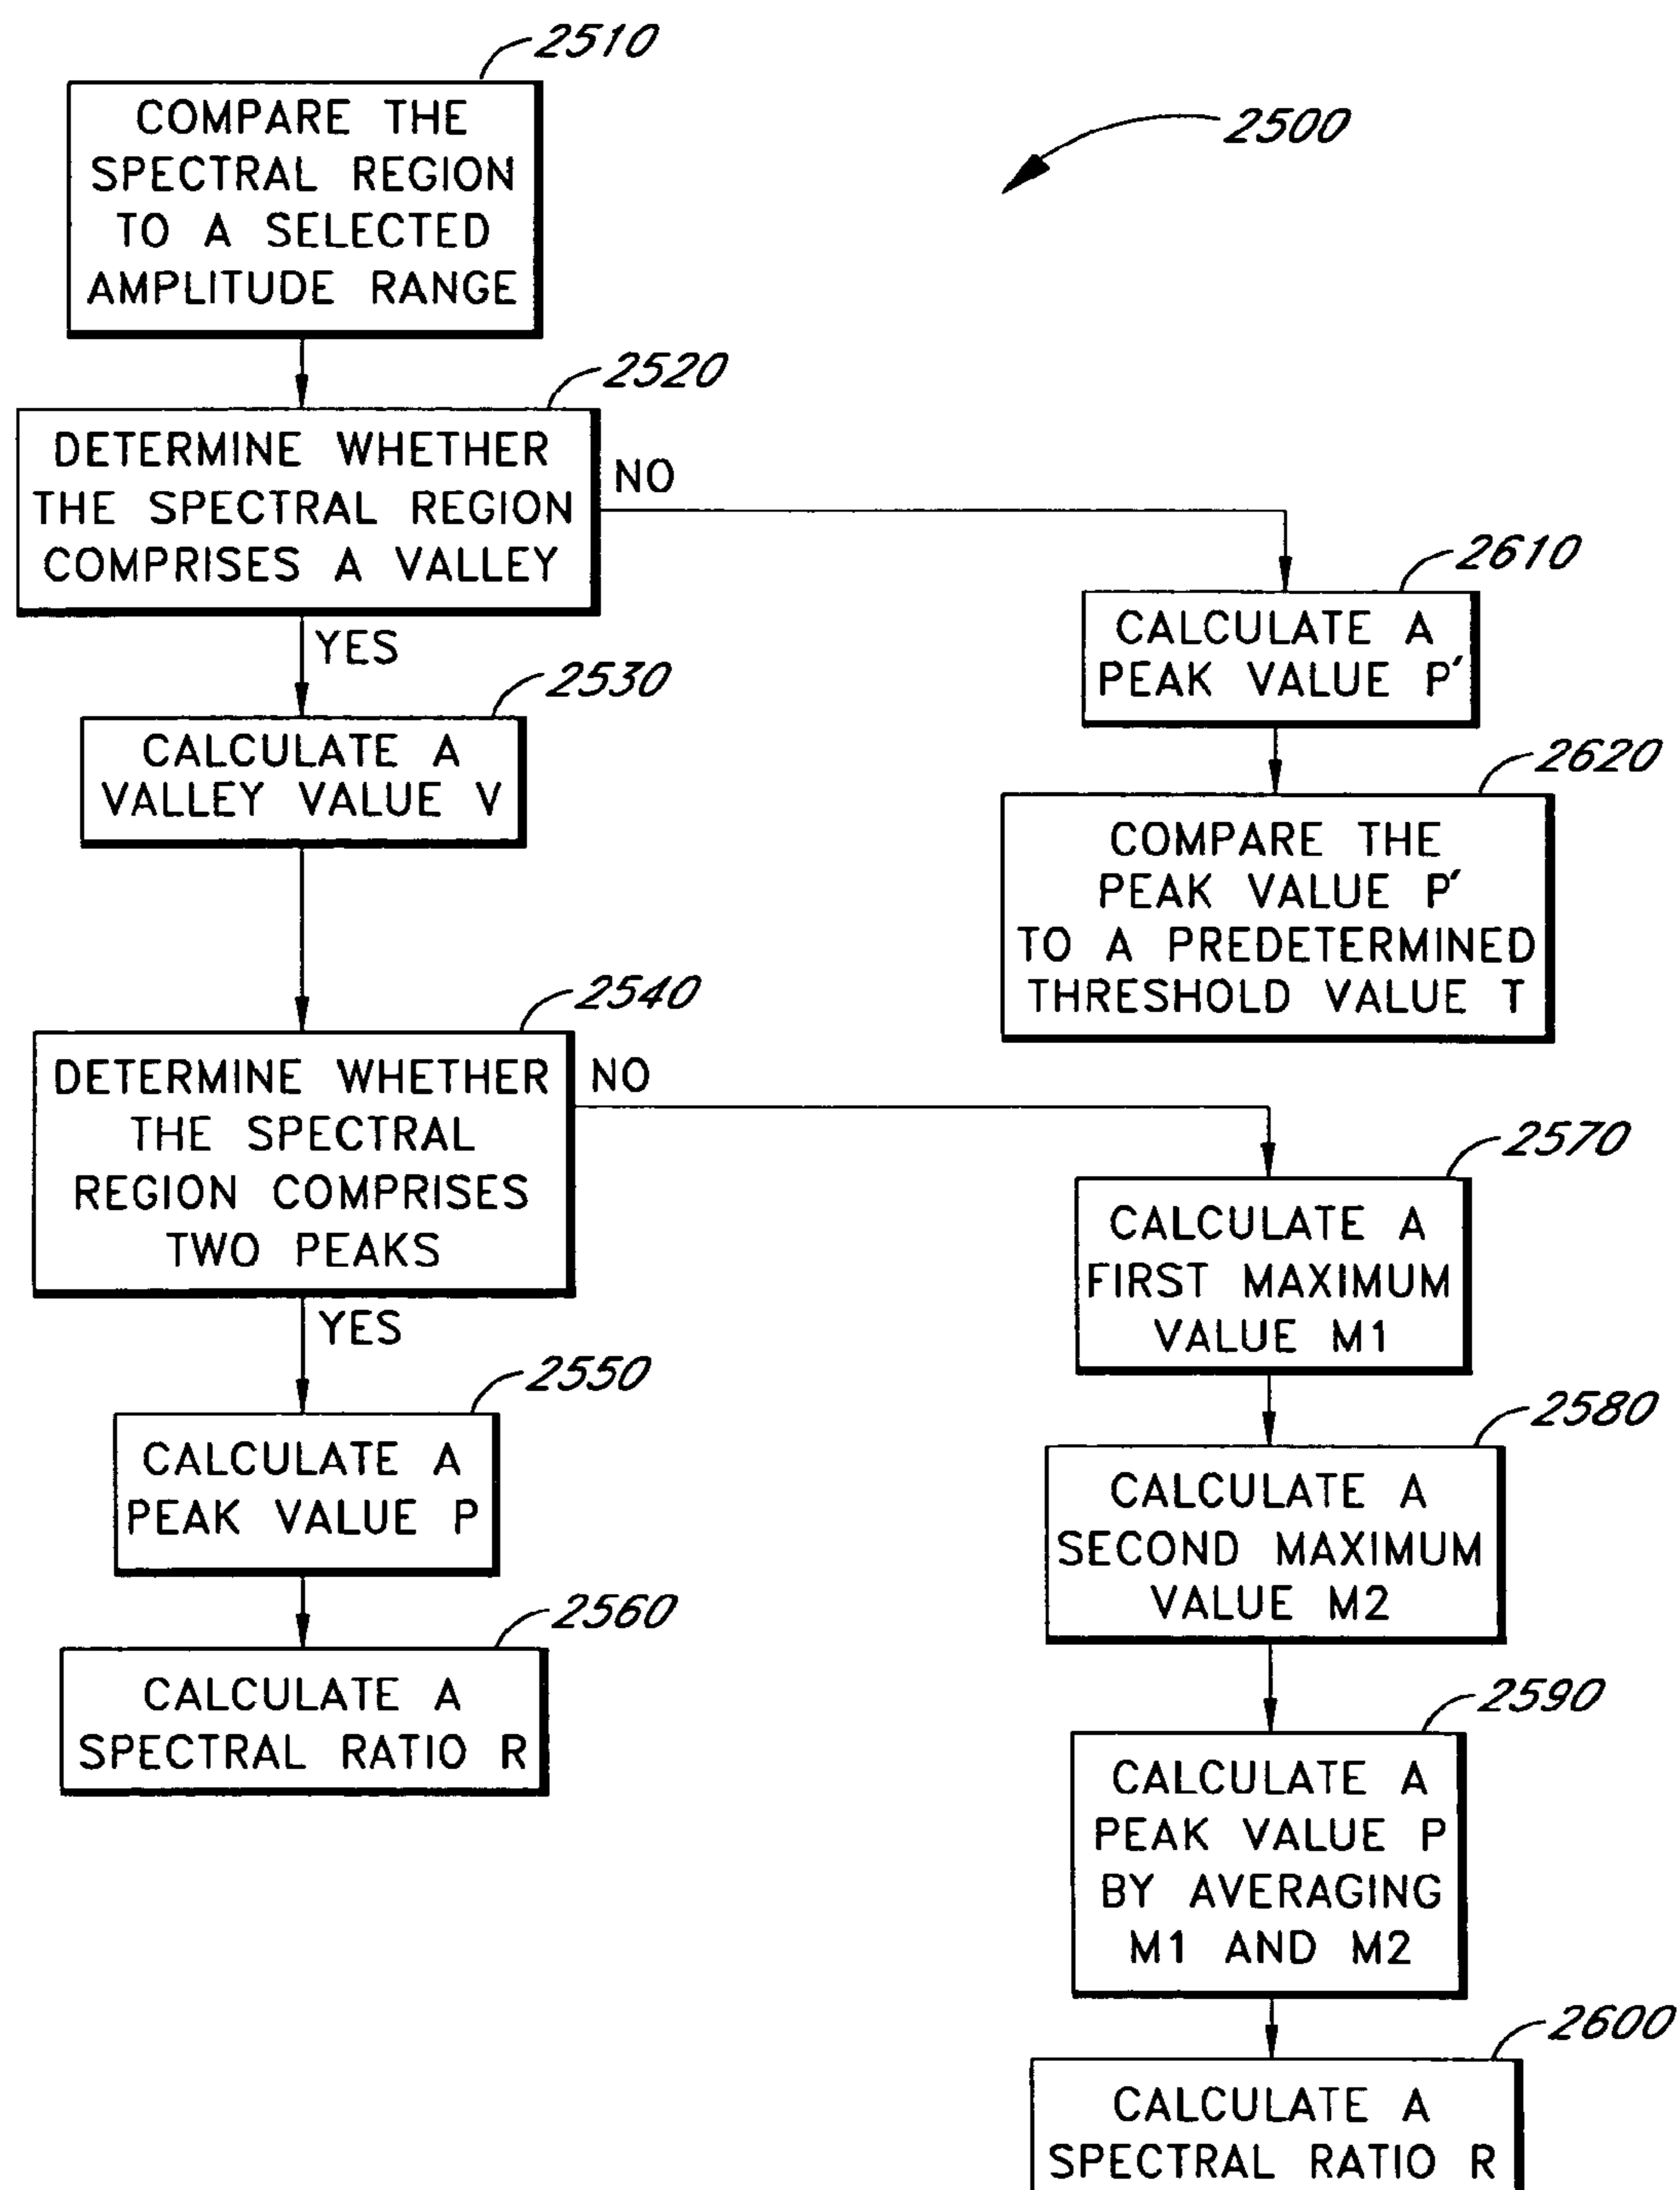 2510
COMPARE THE
SPECTRAL REGION
TO A SELECTED
AMPLITUDE RANGE
2500
2520
DETERMINE WHETHER
THE SPECTRAL REGION
COMPRISES A VALLEY
NO
YES
2610
CALCULATE A
PEAK VALUE P′
2530
CALCULATE A
VALLEY VALUE V
2620
COMPARE THE
PEAK VALUE P′
TO A PREDETERMINED
THRESHOLD VALUE T
2540
DETERMINE WHETHER
THE SPECTRAL
REGION COMPRISES
TWO PEAKS
NO
YES
2570
CALCULATE A
FIRST MAXIMUM
VALUE M1
2550
CALCULATE A
PEAK VALUE P
2580
CALCULATE A
SECOND MAXIMUM
VALUE M2
2560
CALCULATE A
SPECTRAL RATIO R
2590
CALCULATE A
PEAK VALUE P
BY AVERAGING
M1 AND M2
2600
CALCULATE A
SPECTRAL RATIO R